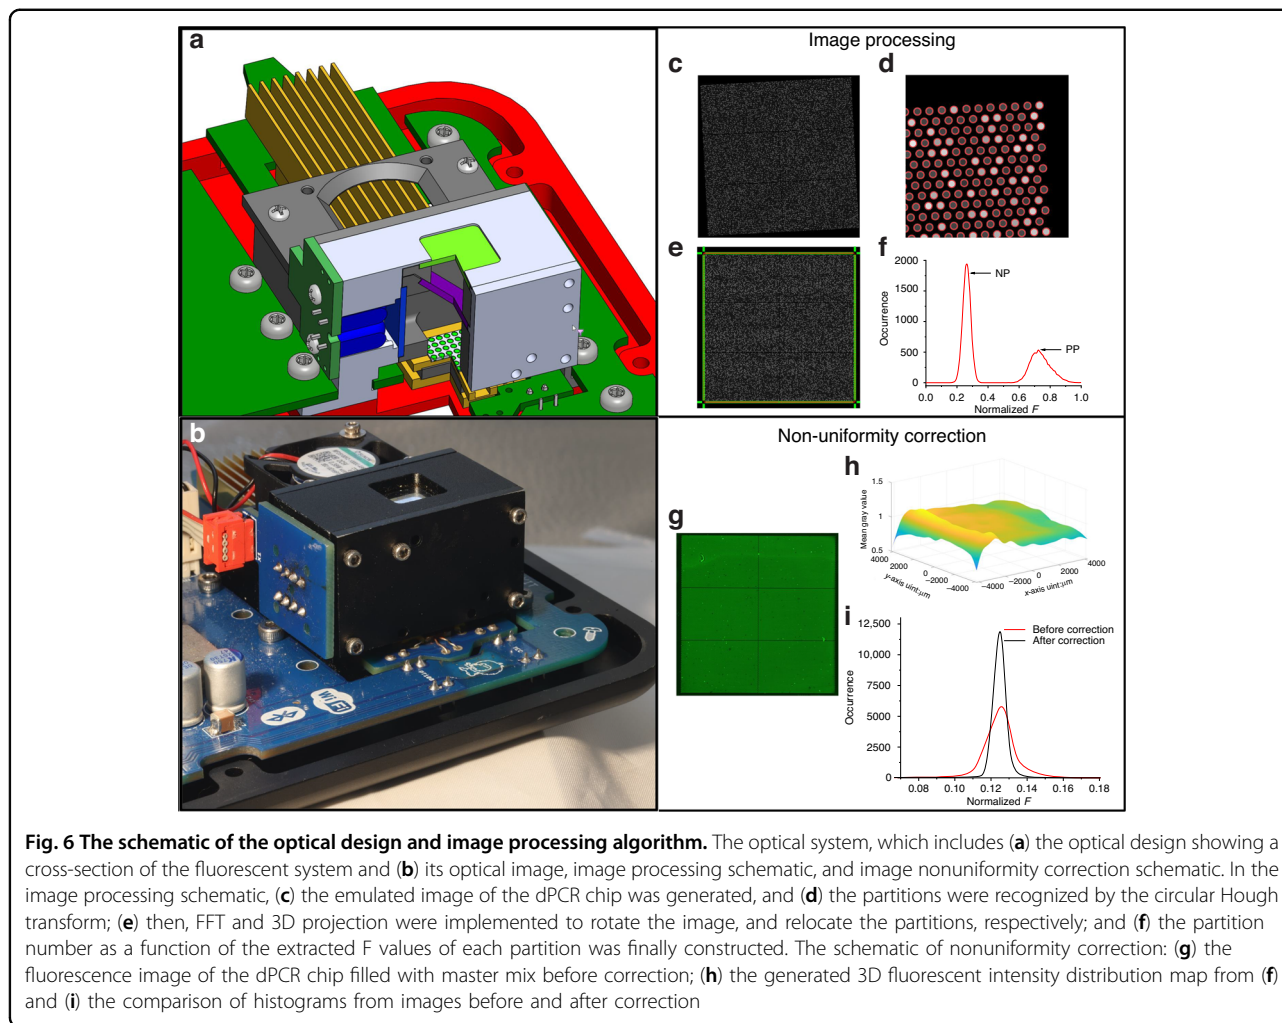 a
Image processing
c
d
e
f
2000
1500
1000
500
0
Occurrence
NP
PP
0.0 0.2 0.4 0.6 0.8 1.0
Normalized F
b
WiFi
Non-uniformity correction
g
h
1.5
1
0.5
Mean gray value
4000
2000
0
−2000
−4000
y-axis uint:μm
−4000
−2000
0
2000
4000
x-axis uint:μm
i
12,500
10,000
7500
5000
2500
0
Occurrence
Before correction
After correction
0.08 0.10 0.12 0.14 0.16 0.18
Normalized F
Fig. 6 The schematic of the optical design and image processing algorithm. The optical system, which includes (a) the optical design showing a
cross-section of the fluorescent system and (b) its optical image, image processing schematic, and image nonuniformity correction schematic. In the
image processing schematic, (c) the emulated image of the dPCR chip was generated, and (d) the partitions were recognized by the circular Hough
transform; (e) then, FFT and 3D projection were implemented to rotate the image, and relocate the partitions, respectively; and (f) the partition
number as a function of the extracted F values of each partition was finally constructed. The schematic of nonuniformity correction: (g) the
fluorescence image of the dPCR chip filled with master mix before correction; (h) the generated 3D fluorescent intensity distribution map from (f)
and (i) the comparison of histograms from images before and after correction